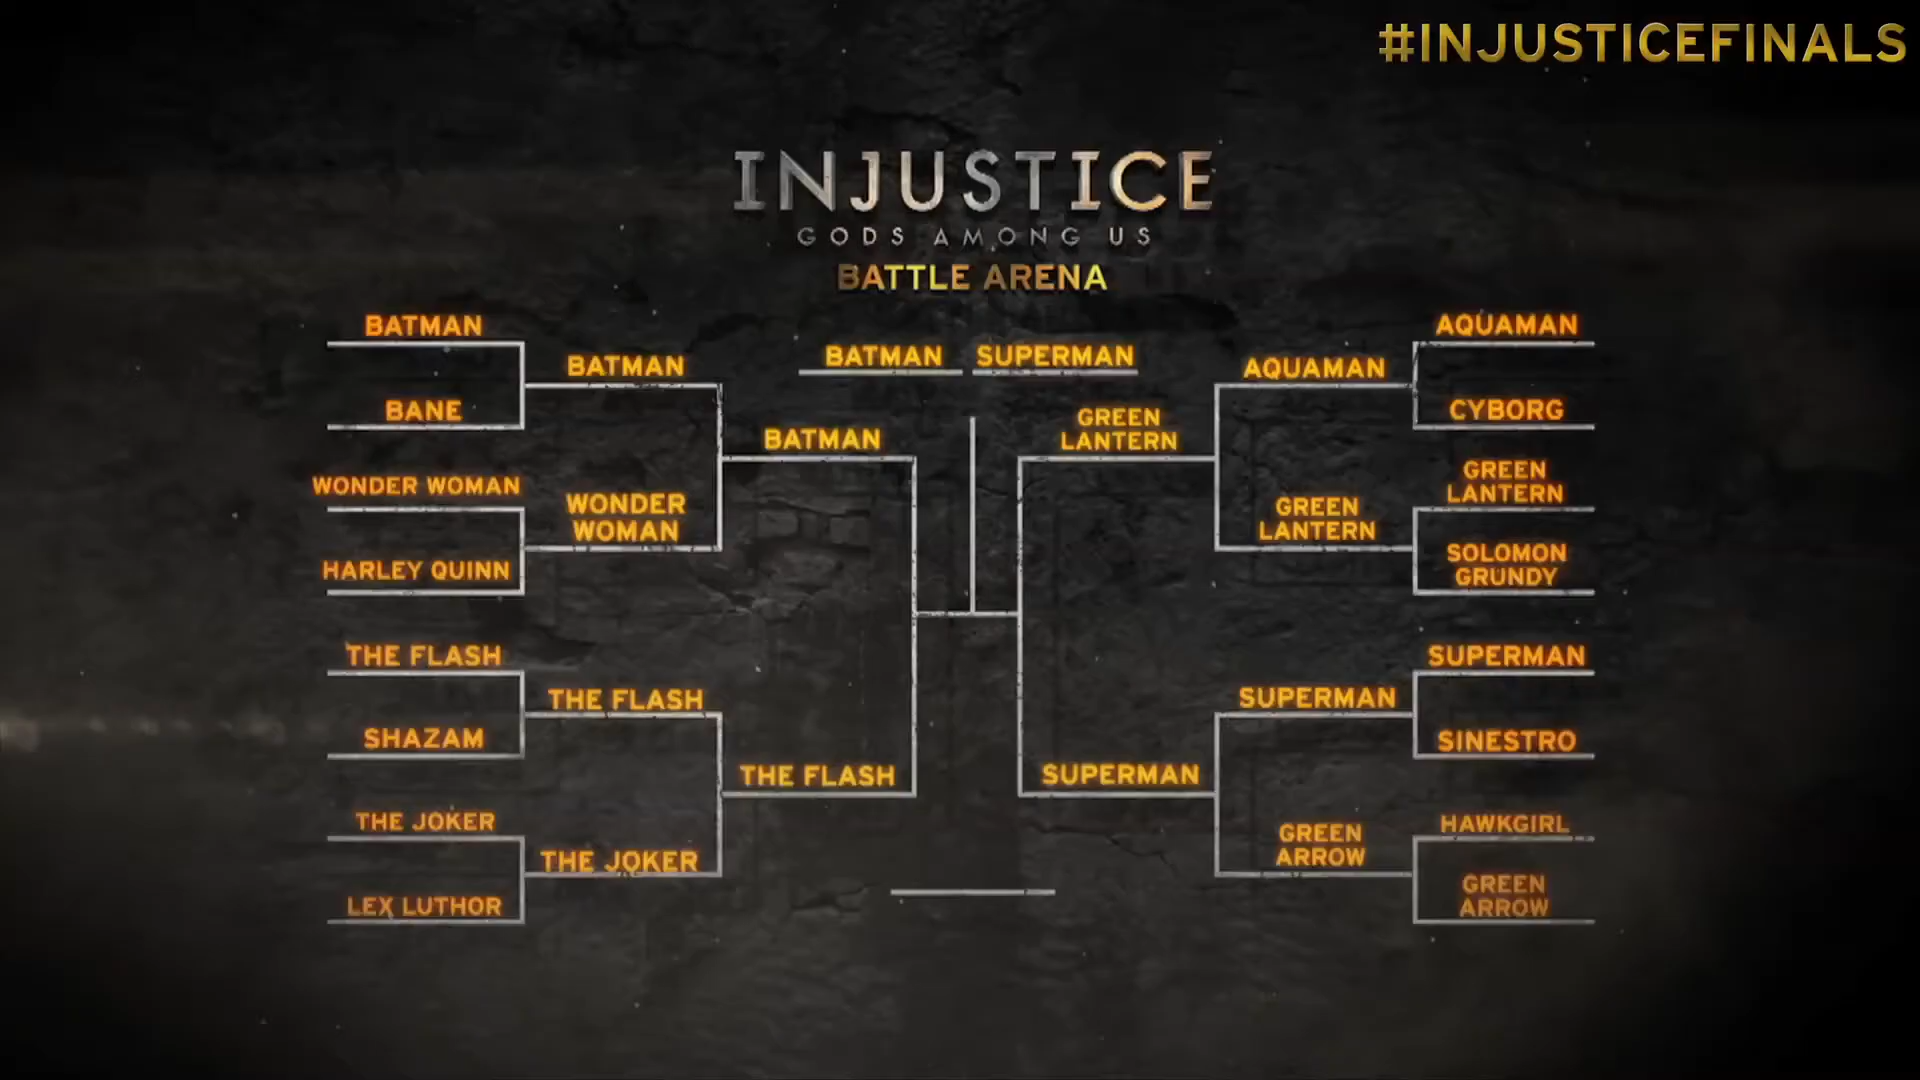 #INJUSTICEFINALS
INJUSTICE
GODS AMONG US
BATTLE ARENA
BATMAN
BANE
WONDER WOMAN
HARLEY QUINN
THE FLASH
SHAZAM
THE JOKER
LEX LUTHOR
BATMAN
WONDER
WOMAN
THE FLASH
THE JOKER
BATMAN
THE FLASH
BATMAN
SUPERMAN
GREEN
LANTERN
SUPERMAN
AQUAMAN
GREEN
LANTERN
SUPERMAN
GREEN
ARROW
AQUAMAN
CYBORG
GREEN
LANTERN
SOLOMON
GRUNDY
SUPERMAN
SINESTRO
HAWKGIRL
GREEN
ARROW